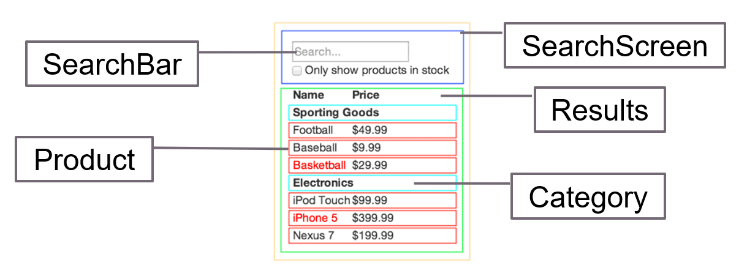 SearchBar
SearchScreen
Search...
Only show products in stock
Results
Name Price
Sporting Goods
Football $49.99
Baseball $9.99
Basketball $29.99
Product
Electronics
Category
iPod Touch $99.99
iPhone 5 $399.99
Nexus 7 $199.99